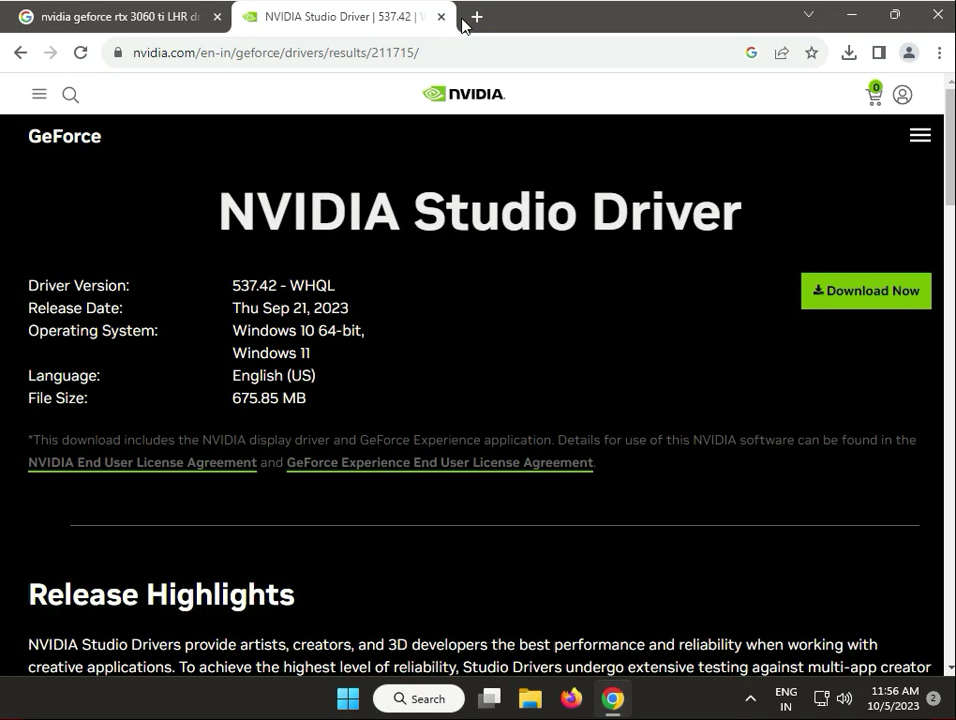 nvidia geforce rtx 3060 ti LHR dr
NVIDIA Studio Driver | 537.42 |
nvidia.com/en-in/geforce/drivers/results/211715/
NVIDIA.
0
GeForce
NVIDIA Studio Driver
Driver Version: 537.42 - WHQL
Download Now
Release Date: Thu Sep 21, 2023
Operating System: Windows 10 64-bit,
Windows 11
Language: English (US)
File Size: 675.85 MB
*This download includes the NVIDIA display driver and GeForce Experience application. Details for use of this NVIDIA software can be found in the
NVIDIA End User License Agreement and GeForce Experience End User License Agreement.
Release Highlights
NVIDIA Studio Drivers provide artists, creators, and 3D developers the best performance and reliability when working with
creative applications. To achieve the highest level of reliability, Studio Drivers undergo extensive testing against multi-app creator
Search
ENG
IN
11:56 AM
10/5/2023
2